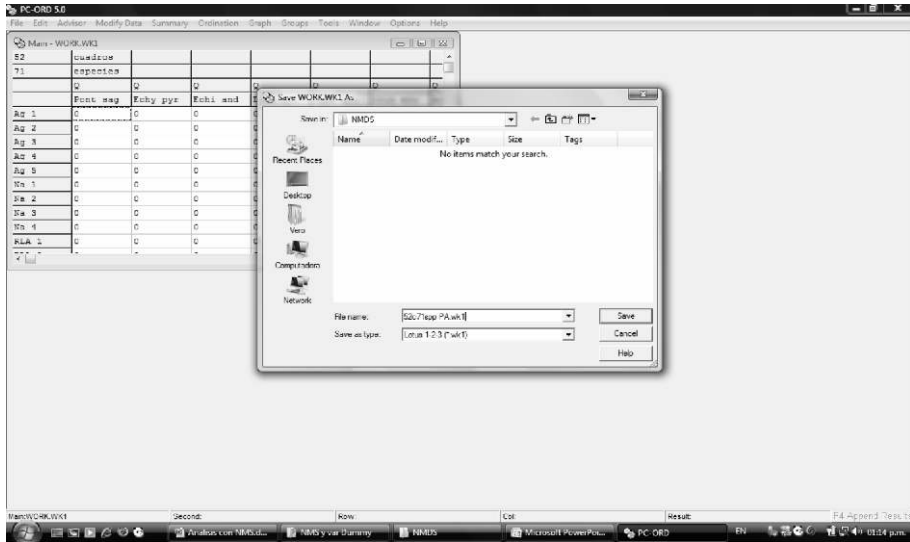 PC-ORD 5.0
File Edit Advisor Modify Data Summary Ordination Graph Groups Tools Window Options Help
Main - WORK.WK1
52 cuadros
71 especies
Q Q Q Q Q Q Q
Pont sag Echy pyr Echi and
Ag 1 0 0 0
Ag 2 0 0 0
Ag 3 0 0 0
Ag 4 0 0 0
Ag 5 0 0 0
Na 1 0 0 0
Na 2 0 0 0
Na 3 0 0 0
Na 4 0 0 0
RLA 1 0 0 0
Save WORK.WK1 As
Save in: NMDS
Name Date modif... Type Size Tags
No items match your search.
Recent Places
Desktop
Vero
Computadora
Network
File name: 52c71spp PA.wk1
Save as type: Lotus 1-2-3 (*.wk1)
Save
Cancel
Help
Main:WORK.WK1 Second: Row: Col: Result: F4 Append Results
Analisis con NMS.d... NMS y var Dummy NMDS Microsoft PowerPoi... PC-ORD EN 01:14 p.m.